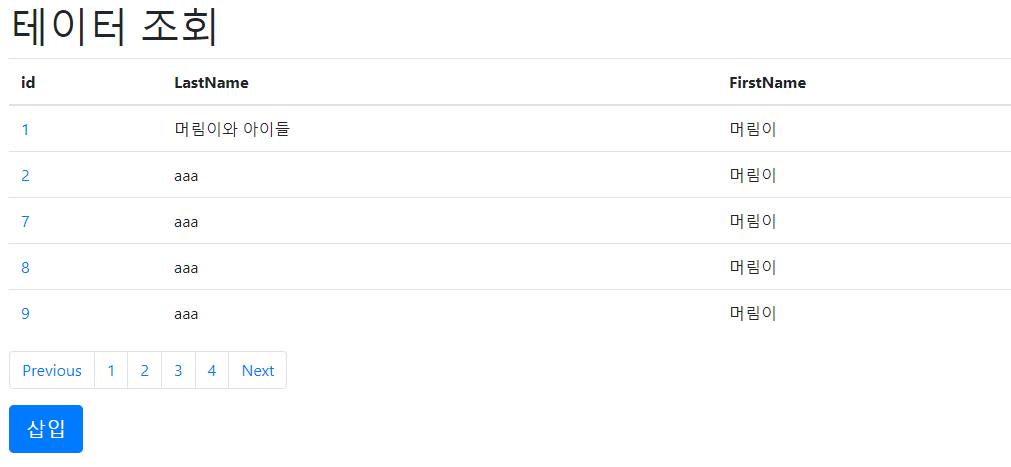 테이터 조회
id LastName FirstName
1 머림이와 아이들 머림이
2 aaa 머림이
7 aaa 머림이
8 aaa 머림이
9 aaa 머림이
Previous 1 2 3 4 Next
삽입